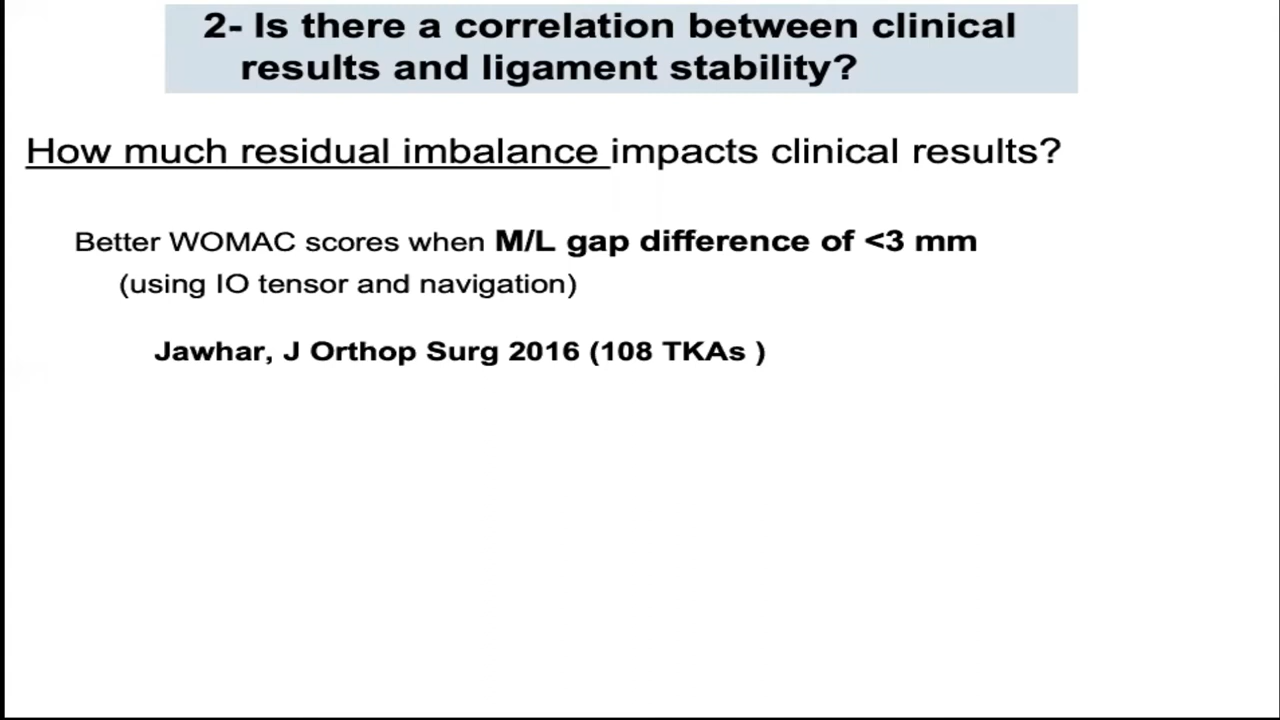 2- Is there a correlation between clinical
results and ligament stability?
How much residual imbalance impacts clinical results?
Better WOMAC scores when M/L gap difference of <3 mm
(using IO tensor and navigation)
Jawhar, J Orthop Surg 2016 (108 TKAs )